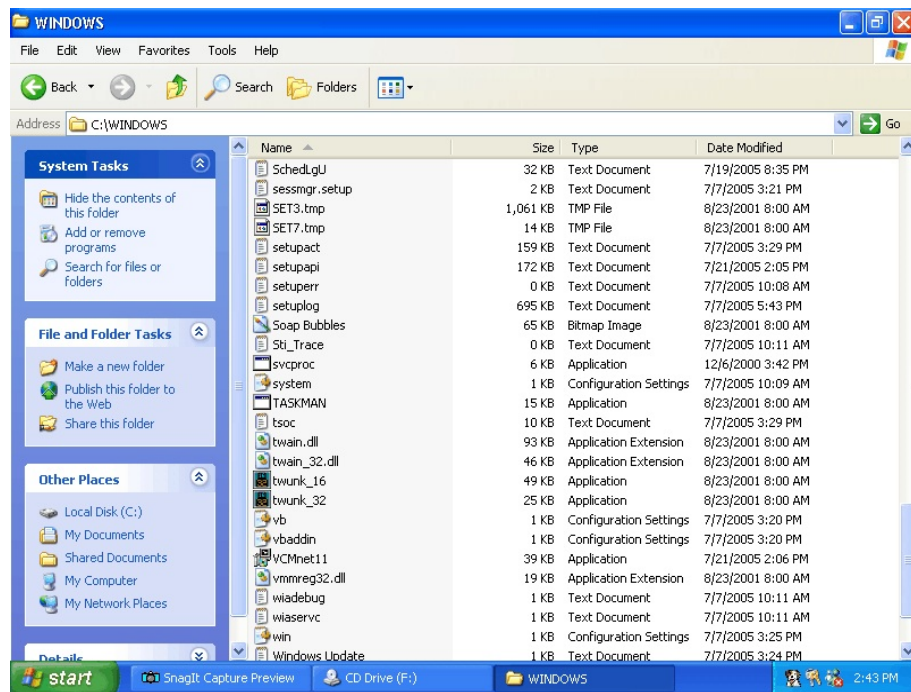 WINDOWS
File Edit View Favorites Tools Help
Back Search Folders
Address C:\WINDOWS Go
System Tasks
Hide the contents of
this folder
Add or remove
programs
Search for files or
folders
File and Folder Tasks
Make a new folder
Publish this folder to
the Web
Share this folder
Other Places
Local Disk (C:)
My Documents
Shared Documents
My Computer
My Network Places
Details
Name Size Type Date Modified
SchedLgU 32 KB Text Document 7/19/2005 8:35 PM
sessmgr.setup 2 KB Text Document 7/7/2005 3:21 PM
SET3.tmp 1,061 KB TMP File 8/23/2001 8:00 AM
SET7.tmp 14 KB TMP File 8/23/2001 8:00 AM
setupact 159 KB Text Document 7/7/2005 3:29 PM
setupapi 172 KB Text Document 7/21/2005 2:05 PM
setuperr 0 KB Text Document 7/7/2005 10:08 AM
setuplog 695 KB Text Document 7/7/2005 5:43 PM
Soap Bubbles 65 KB Bitmap Image 8/23/2001 8:00 AM
Sti_Trace 0 KB Text Document 7/7/2005 10:11 AM
svcproc 6 KB Application 12/6/2000 3:42 PM
system 1 KB Configuration Settings 7/7/2005 10:09 AM
TASKMAN 15 KB Application 8/23/2001 8:00 AM
tsoc 10 KB Text Document 7/7/2005 3:29 PM
twain.dll 93 KB Application Extension 8/23/2001 8:00 AM
twain_32.dll 46 KB Application Extension 8/23/2001 8:00 AM
twunk_16 49 KB Application 8/23/2001 8:00 AM
twunk_32 25 KB Application 8/23/2001 8:00 AM
vb 1 KB Configuration Settings 7/7/2005 3:20 PM
vbaddin 1 KB Configuration Settings 7/7/2005 3:20 PM
VCMnet11 39 KB Application 7/21/2005 2:06 PM
vmmreg32.dll 19 KB Application Extension 8/23/2001 8:00 AM
wiadebug 1 KB Text Document 7/7/2005 10:11 AM
wiaservc 1 KB Text Document 7/7/2005 10:11 AM
win 1 KB Configuration Settings 7/7/2005 3:25 PM
Windows Update 1 KB Text Document 7/7/2005 3:24 PM
start SnagIt Capture Preview CD Drive (F:) WINDOWS 2:43 PM